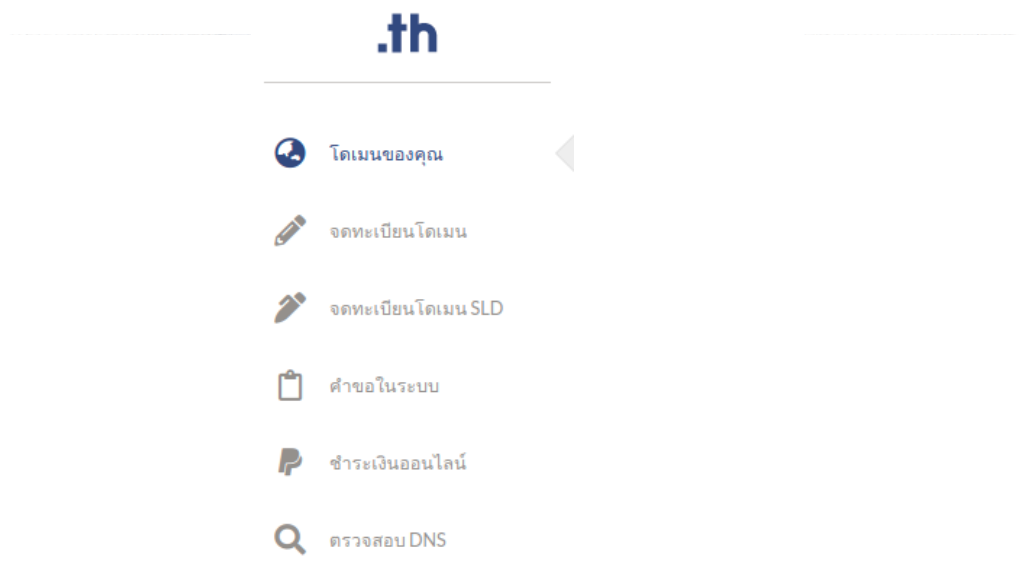 .th
โดเมนของคุณ
จดทะเบียนโดเมน
จดทะเบียนโดเมน SLD
คำขอในระบบ
ชำระเงินออนไลน์
ตรวจสอบ DNS